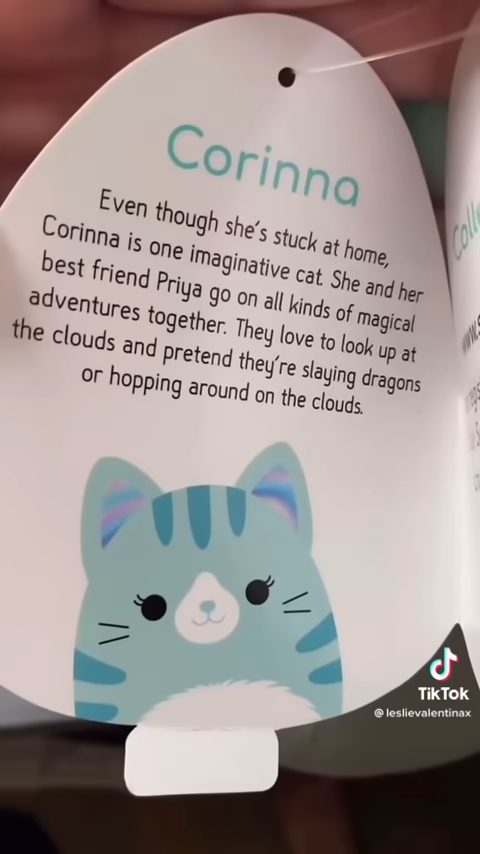 Corinna
Even though she's stuck at home,
Corinna is one imaginative cat. She and her
best friend Priya go on all kinds of magical
adventures together. They love to look up at
the clouds and pretend they're slaying dragons
or hopping around on the clouds.
TikTok
@leslievalentinax